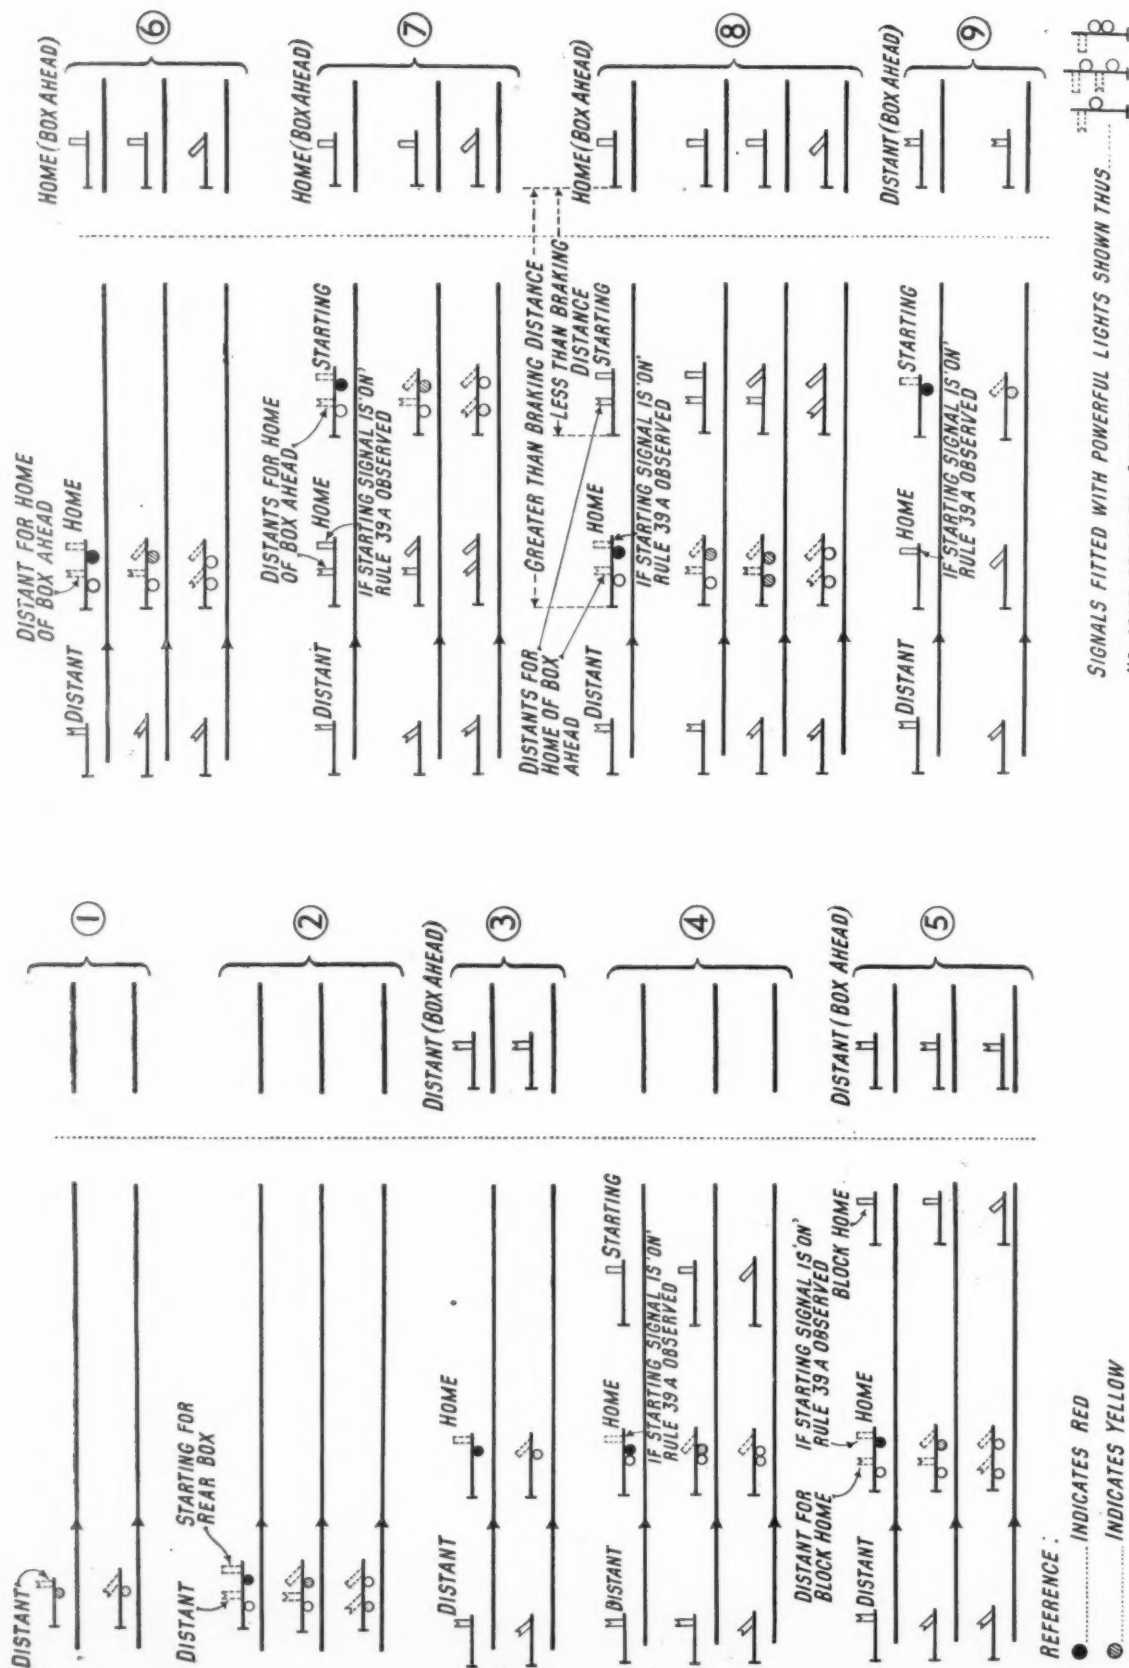 DISTANT
①
DISTANT
STARTING FOR
REAR BOX
②
DISTANT
HOME
DISTANT (BOX AHEAD)
③
DISTANT
HOME
IF STARTING SIGNAL IS 'ON'
RULE 39A OBSERVED
STARTING
④
DISTANT
DISTANT FOR
BLOCK HOME
HOME
IF STARTING SIGNAL IS 'ON'
RULE 39A OBSERVED
BLOCK HOME
DISTANT (BOX AHEAD)
⑤
REFERENCE.
INDICATES RED
INDICATES YELLOW
DISTANT
DISTANT FOR HOME
OF BOX AHEAD
HOME
HOME (BOX AHEAD)
⑥
DISTANT
HOME
DISTANTS FOR HOME
OF BOX AHEAD
IF STARTING SIGNAL IS 'ON'
RULE 39A OBSERVED
STARTING
HOME (BOX AHEAD)
⑦
DISTANTS FOR
HOME OF BOX
AHEAD
DISTANT
GREATER THAN BRAKING DISTANCE
LESS THAN BRAKING
DISTANCE
HOME
IF STARTING SIGNAL IS 'ON'
RULE 39A OBSERVED
STARTING
HOME (BOX AHEAD)
⑧
DISTANT
HOME
IF STARTING SIGNAL IS 'ON'
RULE 39A OBSERVED
STARTING
DISTANT (BOX AHEAD)
⑨
SIGNALS FITTED WITH POWERFUL LIGHTS SHOWN THUS